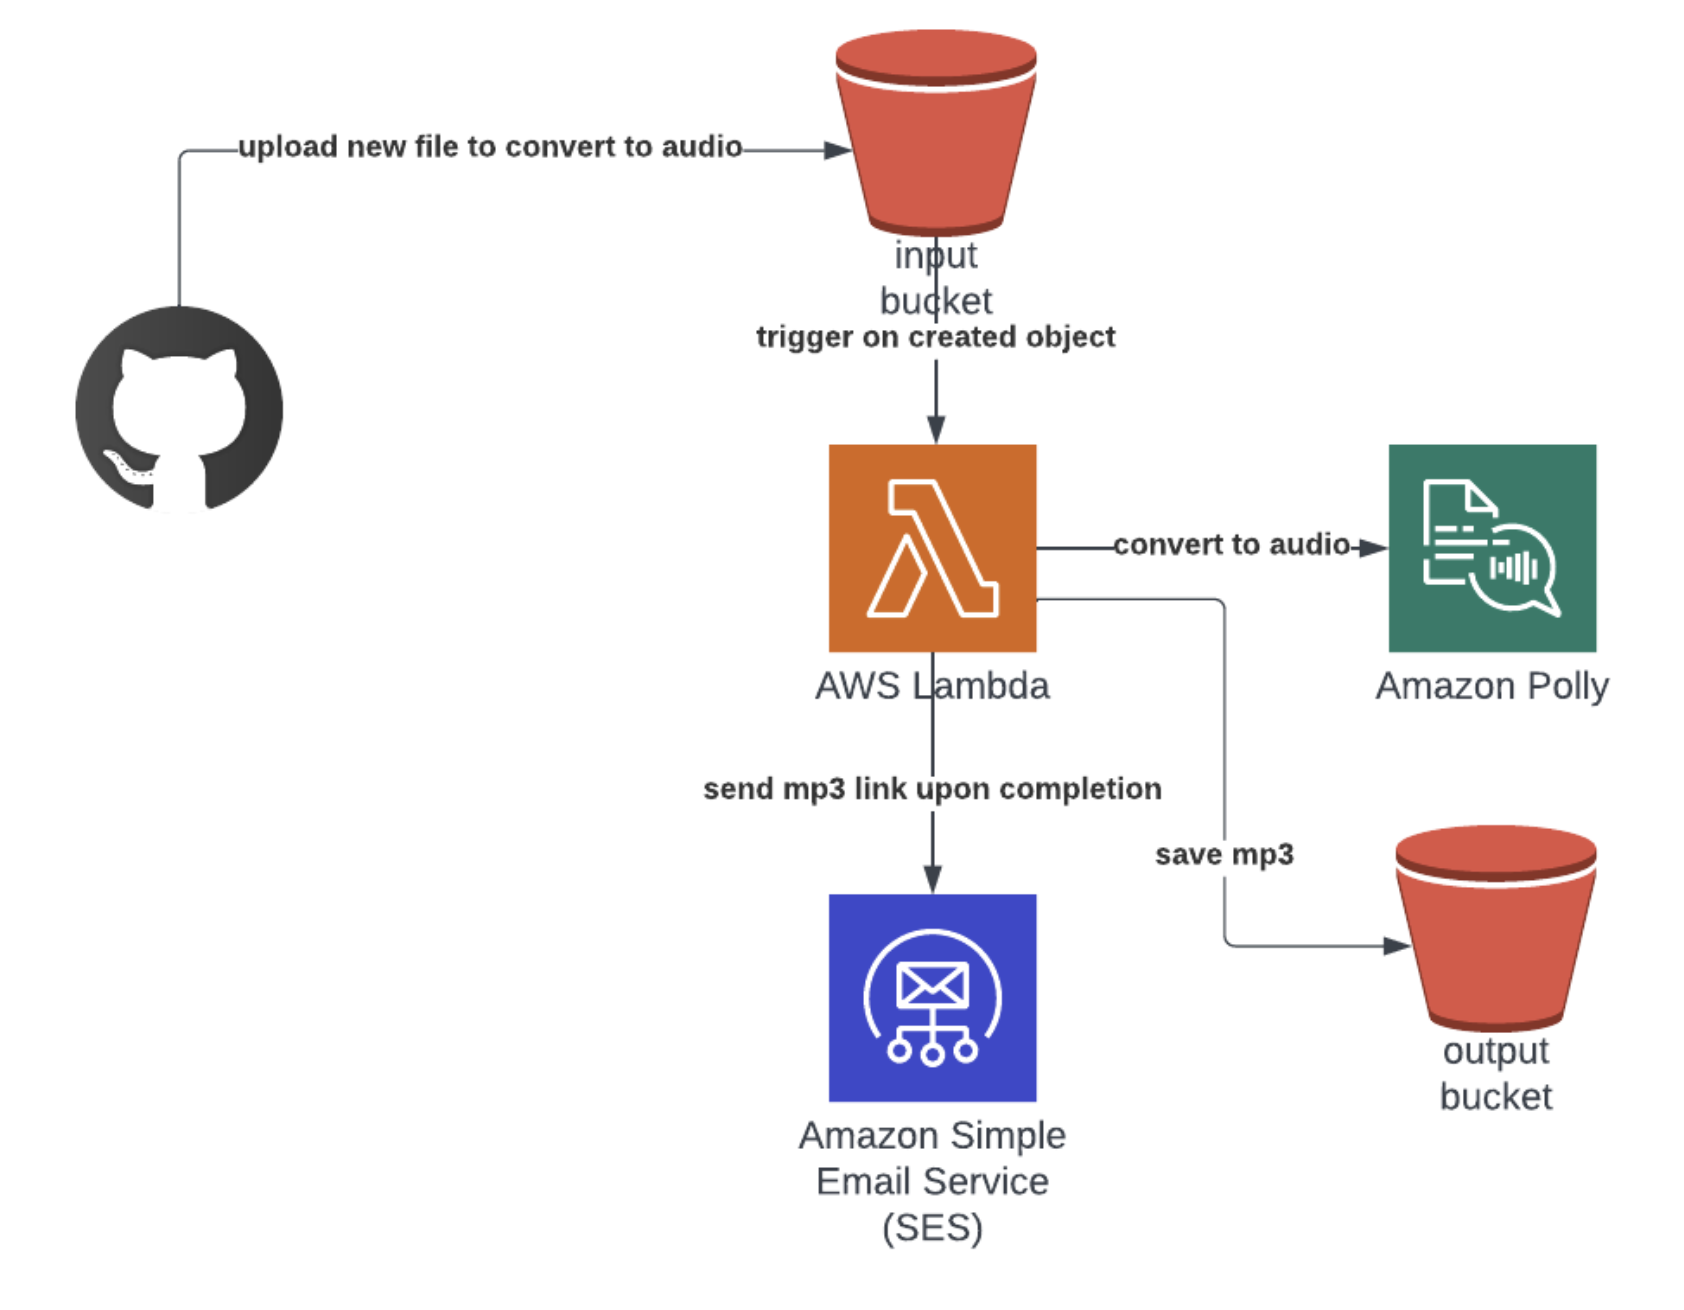 upload new file to convert to audio
input
bucket
trigger on created object
convert to audio
AWS Lambda
Amazon Polly
send mp3 link upon completion
save mp3
output
bucket
Amazon Simple
Email Service
(SES)